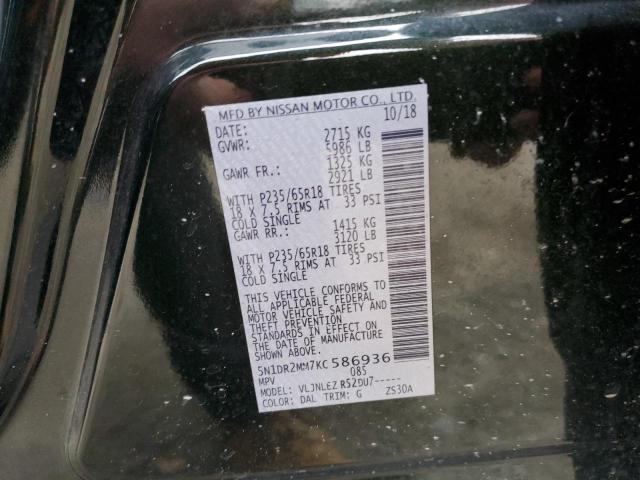 MFD BY NISSAN MOTOR CO., LTD.
DATE: 10/18
GVWR: 2715 KG
5986 LB
GAWR FR.: 1325 KG
2921 LB
WITH P235/65R18 TIRES
18 X 7.5 RIMS AT 33 PSI
COLD SINGLE
GAWR RR.: 1415 KG
3120 LB
WITH P235/65R18 TIRES
18 X 7.5 RIMS AT 33 PSI
COLD SINGLE
THIS VEHICLE CONFORMS TO
ALL APPLICABLE FEDERAL
MOTOR VEHICLE SAFETY AND
THEFT PREVENTION
STANDARDS IN EFFECT ON
THE DATE OF MANUFACTURE
SHOWN ABOVE.
5N1DR2MM7KC586936
MPV 085
MODEL: VLJNLEZ R52DU7-----
COLOR: DAL TRIM: G ZS30A